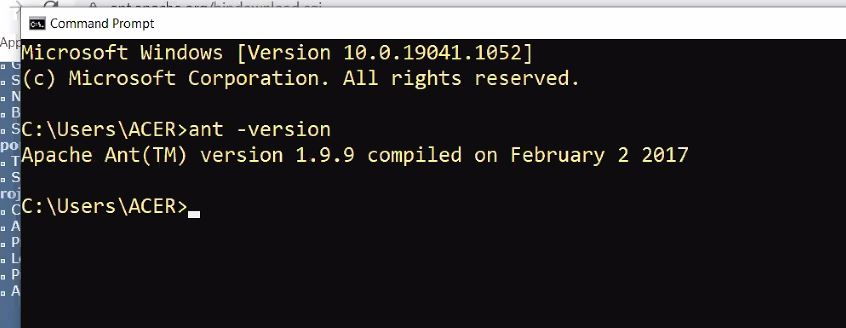 Command Prompt
Microsoft Windows [Version 10.0.19041.1052]
(c) Microsoft Corporation. All rights reserved.
C:\Users\ACER>ant -version
Apache Ant(TM) version 1.9.9 compiled on February 2 2017
C:\Users\ACER>